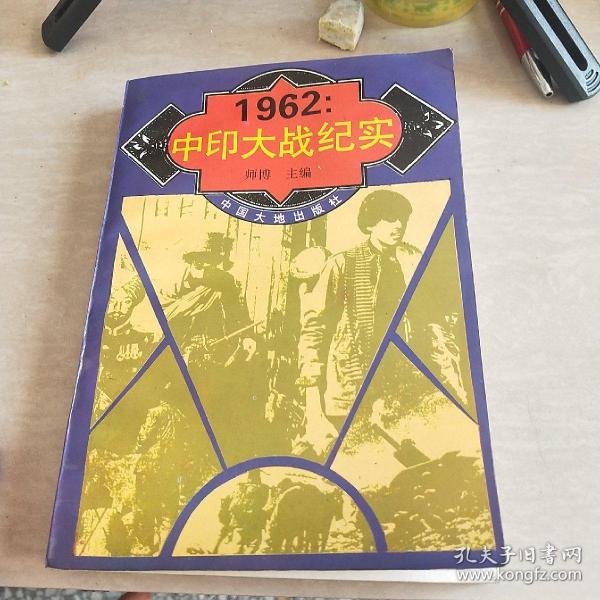 1962:
中印大战纪实
师博 主编
中国大地出版社
孔夫子旧書网
www.kongfz.com